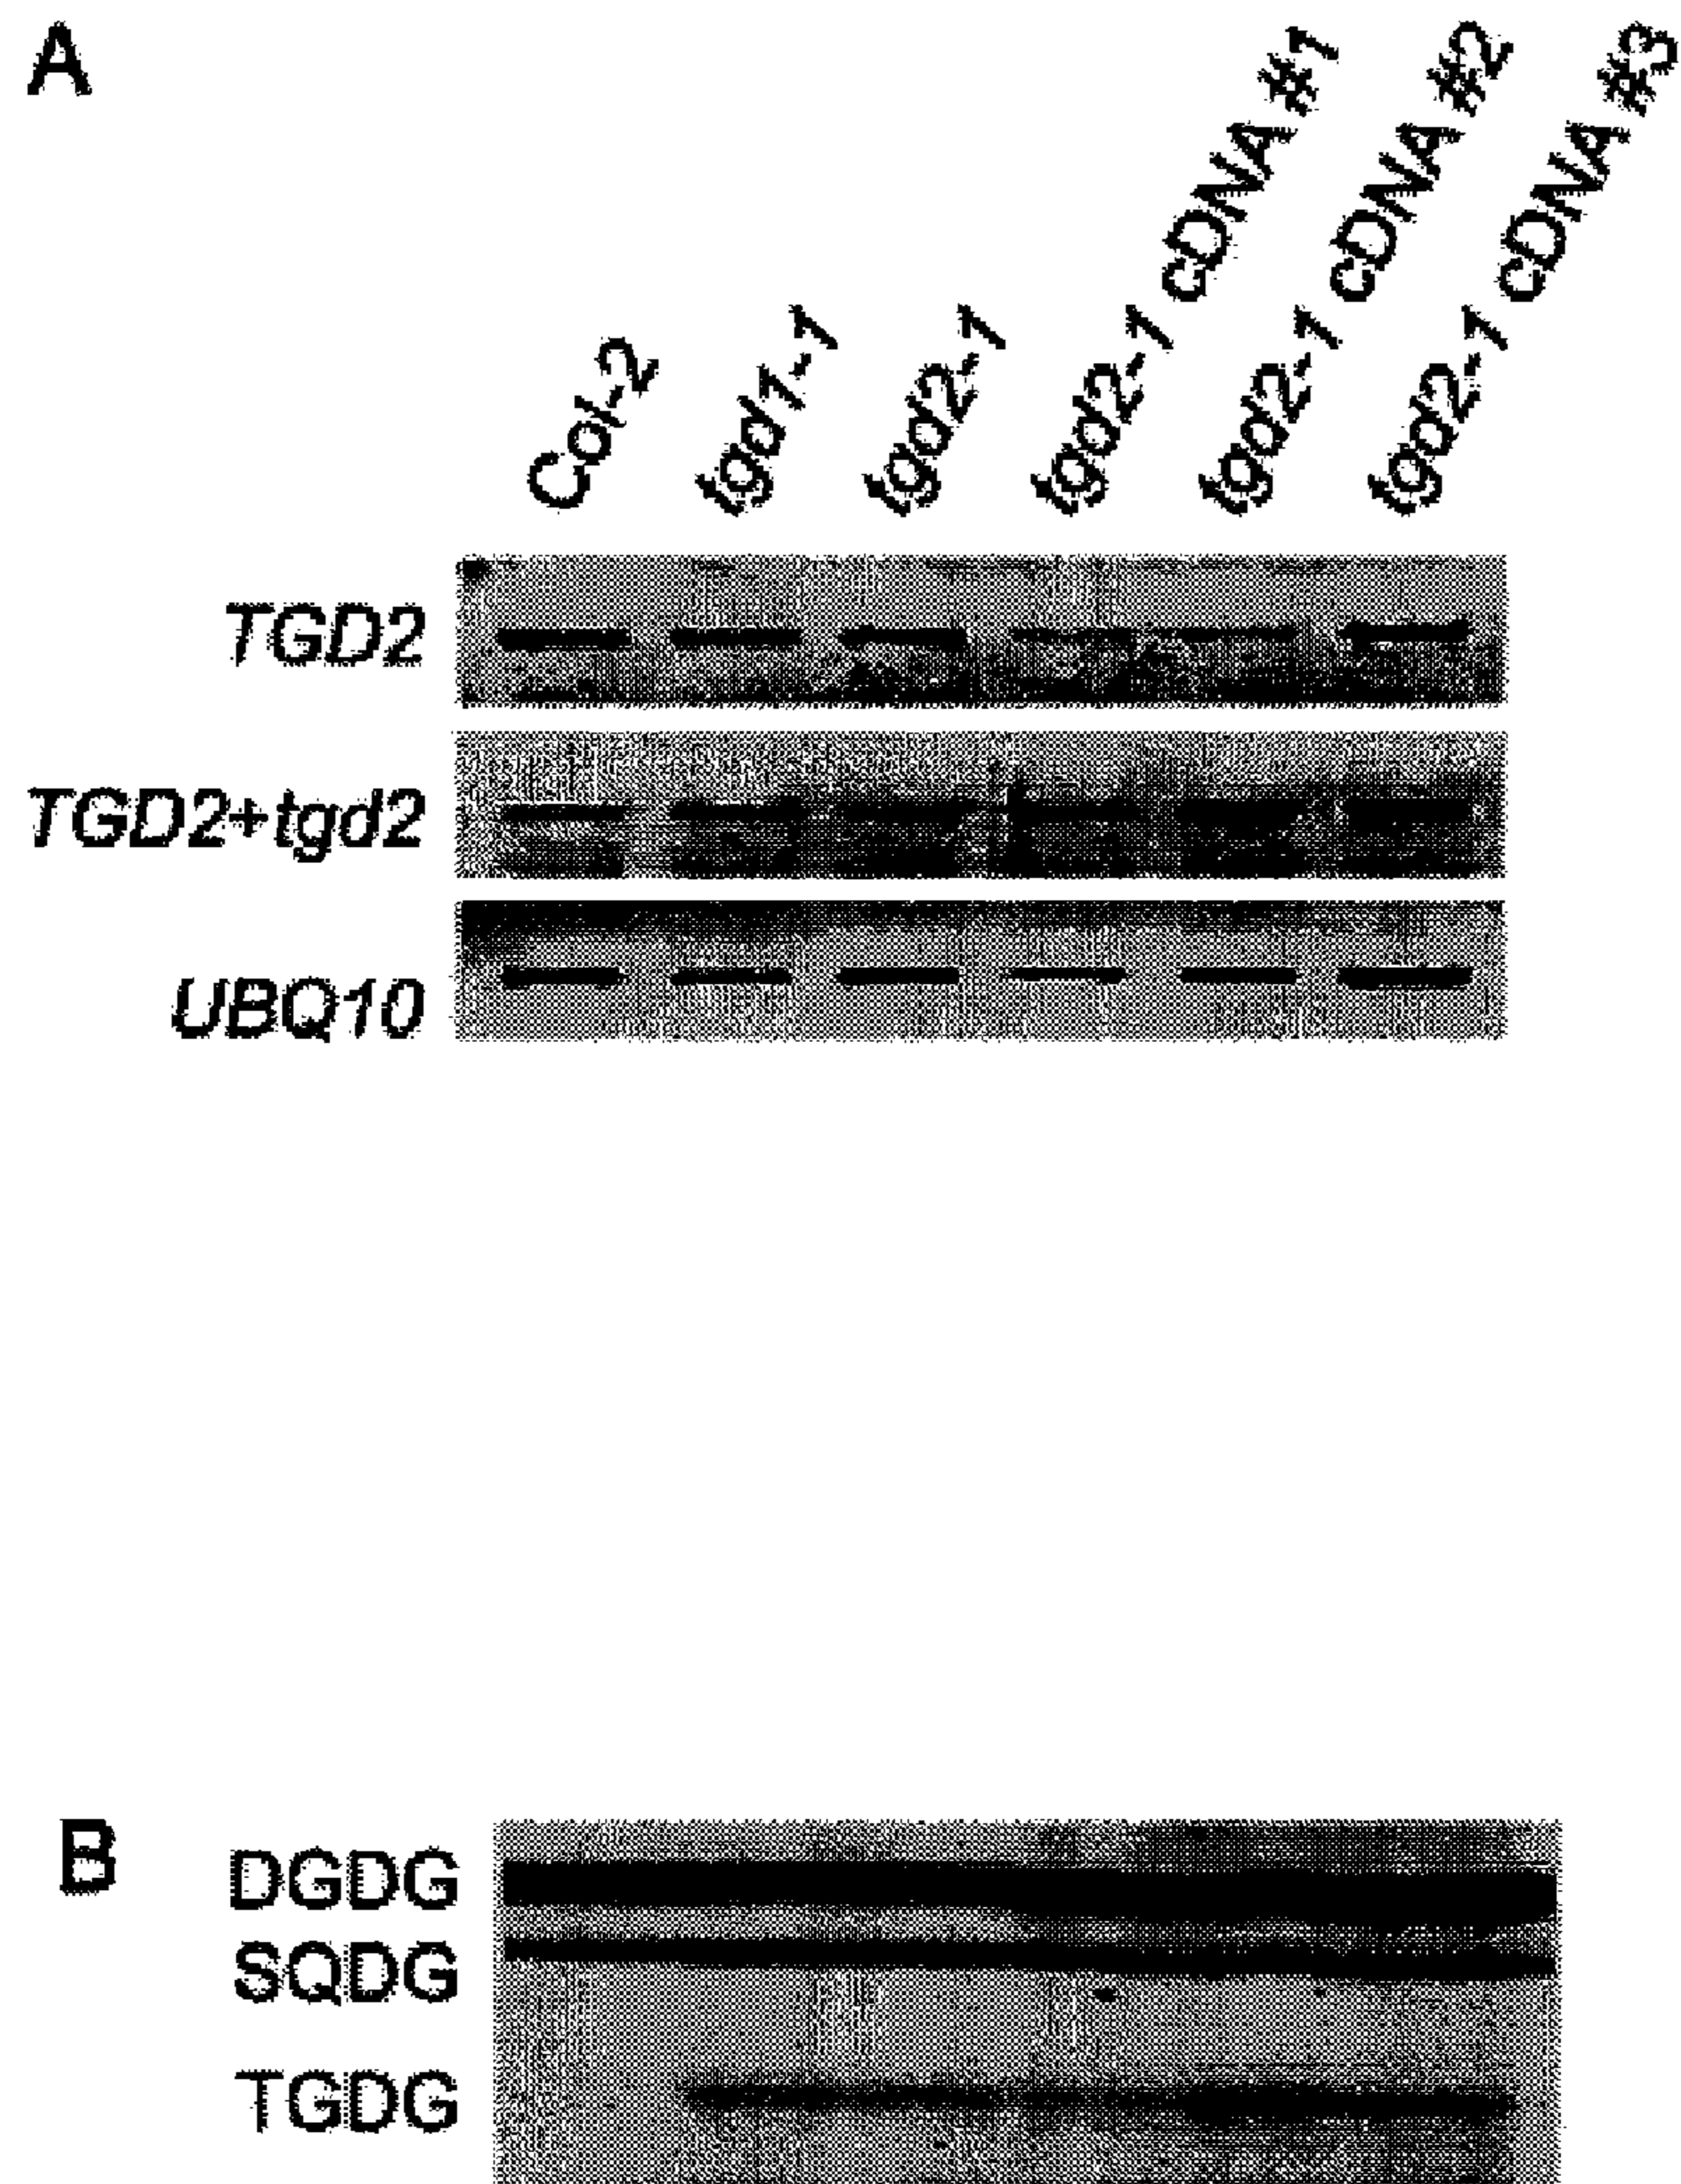 A
Col-2
tgd1-1
tgd2-1
tgd2-1 cDNA #1
tgd2-1 cDNA #2
tgd2-1 cDNA #3
TGD2
TGD2+tgd2
UBQ10
B
DGDG
SQDG
TGDG